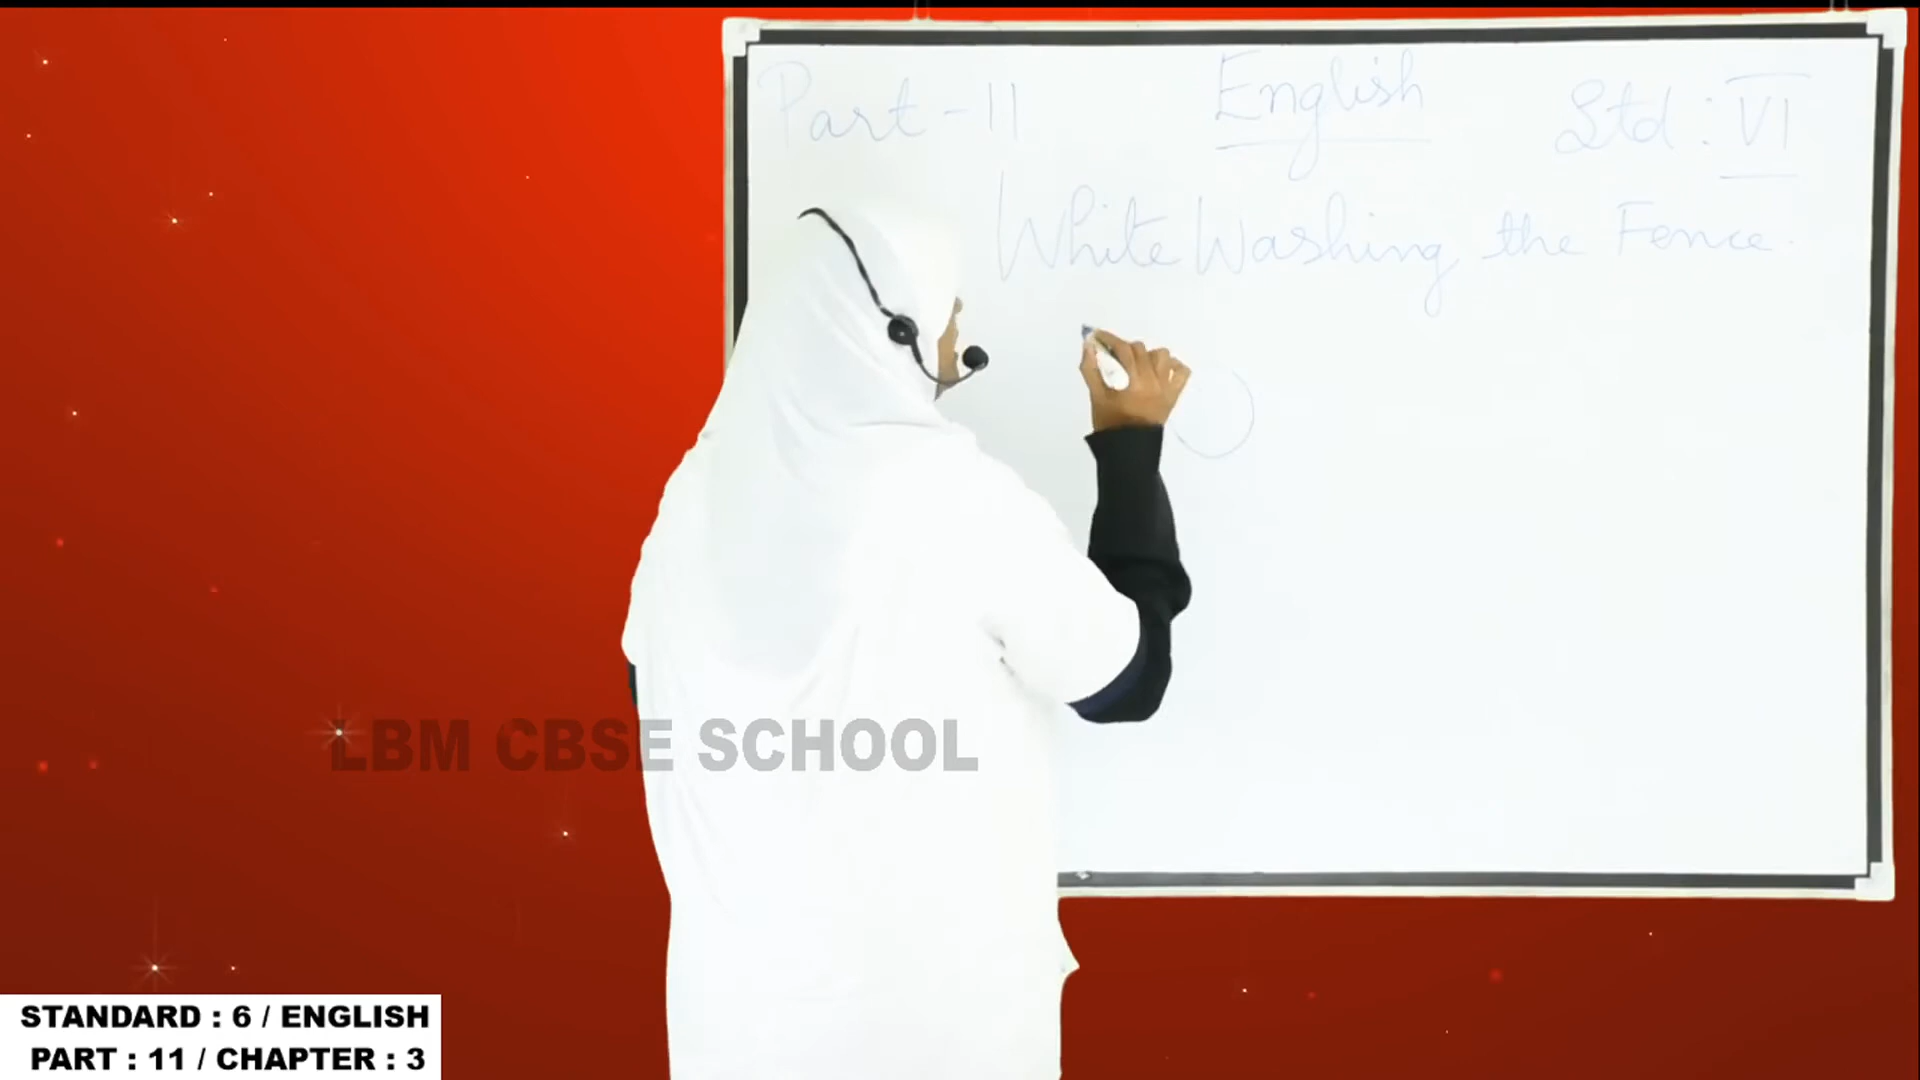 Part-11 English Std: VI
White Washing the Fence.
LBM CBSE SCHOOL
STANDARD : 6 / ENGLISH
PART : 11 / CHAPTER : 3